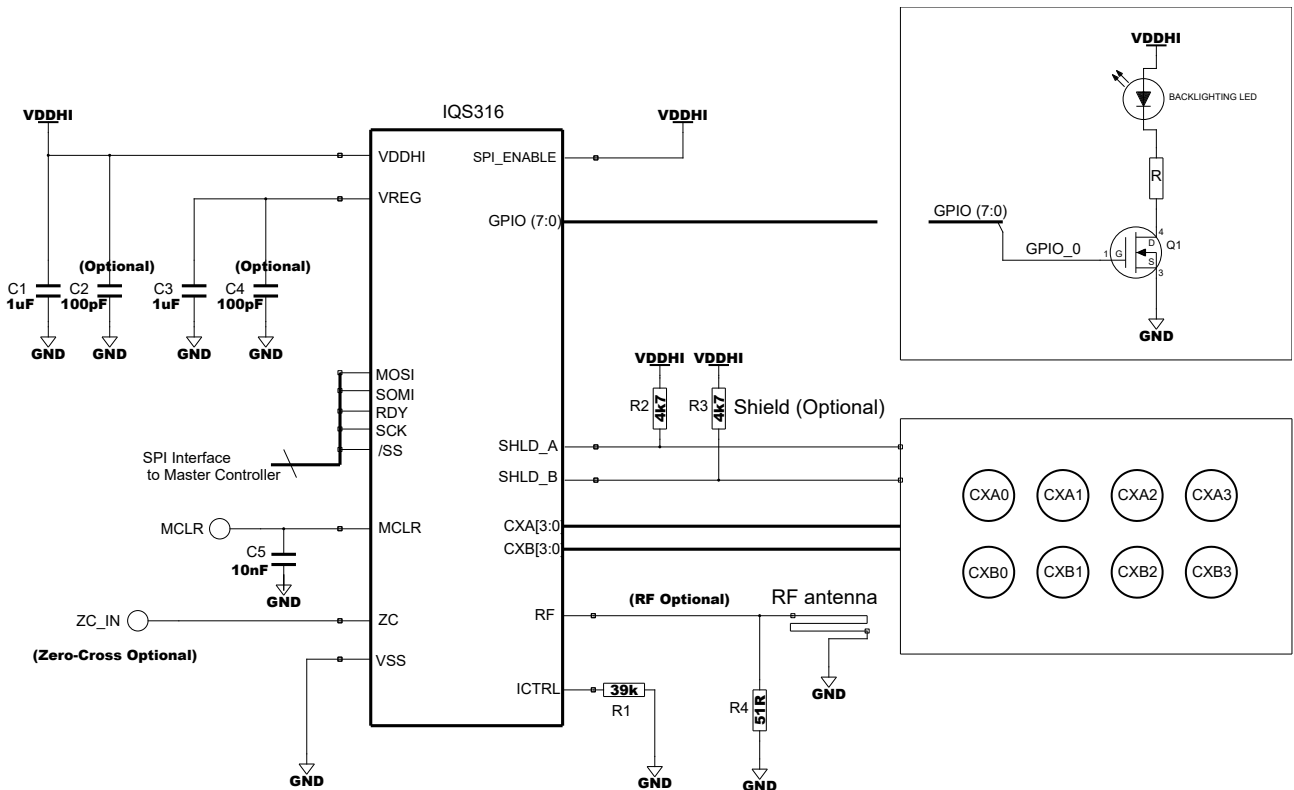 IQS316
VDDHI
VDDHI
VDDHI
SPI_ENABLE
VREG
GPIO (7:0)
(Optional)
(Optional)
C1
1uF
C2
100pF
C3
1uF
C4
100pF
GND
GND
GND
GND
MOSI
SOMI
RDY
SCK
/SS
SPI Interface
to Master Controller
MCLR
MCLR
C5
10nF
GND
ZC_IN
ZC
(Zero-Cross Optional)
VSS
GND
VDDHI
VDDHI
R2
4k7
R3
4k7
Shield (Optional)
SHLD_A
SHLD_B
CXA[3:0]
CXB[3:0]
RF
(RF Optional)
RF antenna
GND
ICTRL
39k
R1
GND
R4
51R
GND
VDDHI
BACKLIGHTING LED
R
GPIO (7:0)
GPIO_0
1
G
D
S
4
3
Q1
GND
CXA0
CXA1
CXA2
CXA3
CXB0
CXB1
CXB2
CXB3